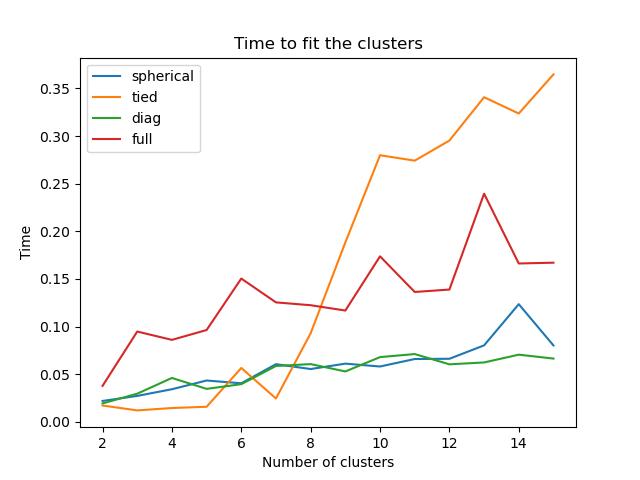 Time to fit the clusters
spherical
tied
diag
full
0.35
0.30
0.25
0.20
0.15
0.10
0.05
0.00
Time
2 4 6 8 10 12 14
Number of clusters